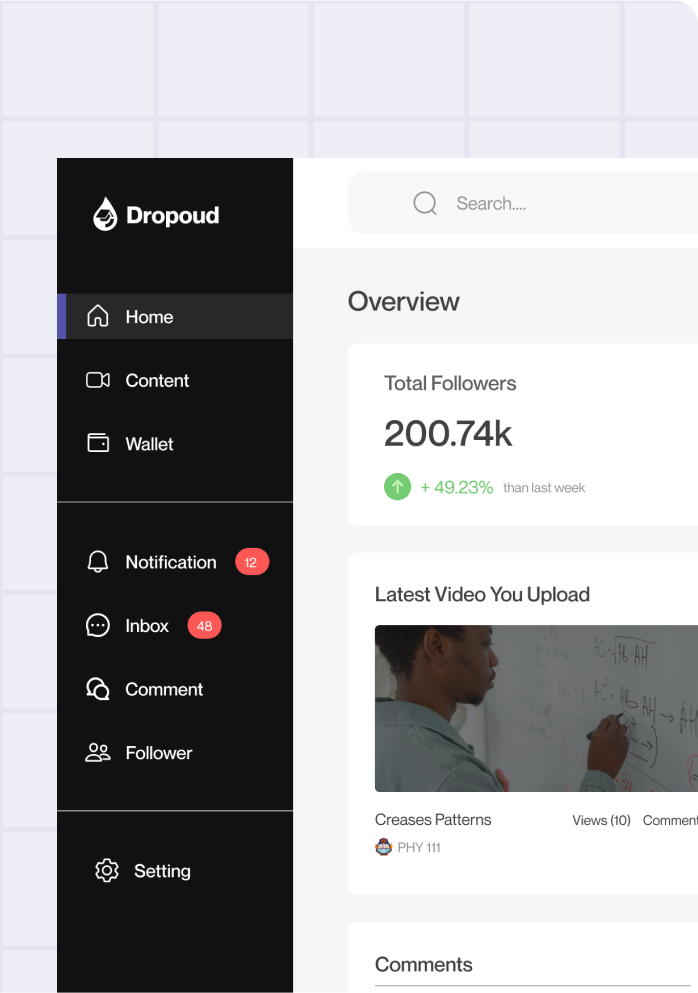 Dropoud
Search....
Home
Content
Wallet
Notification 12
Inbox 48
Comment
Follower
Setting
Overview
Total Followers
200.74k
+ 49.23% than last week
Latest Video You Upload
Creases Patterns Views (10) Comment
PHY 111
Comments